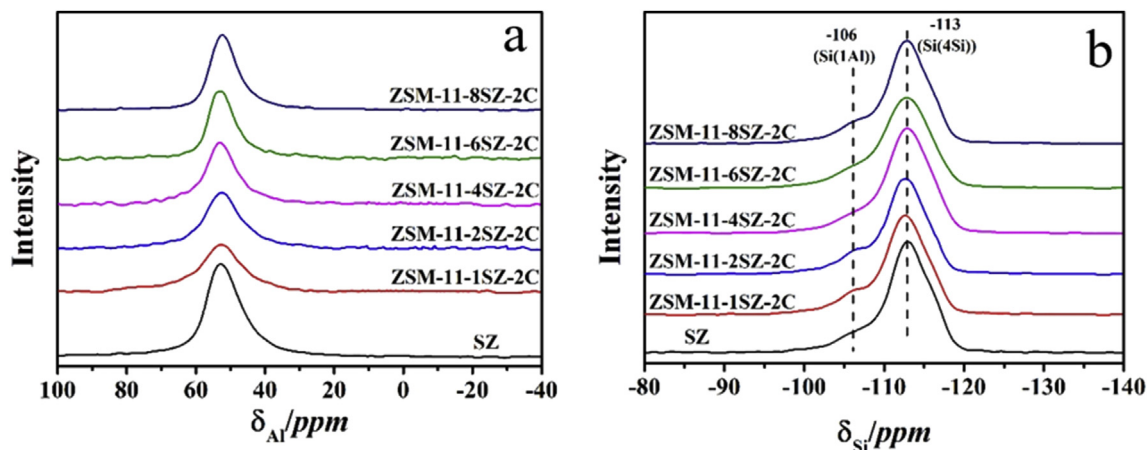 a
ZSM-11-8SZ-2C
ZSM-11-6SZ-2C
ZSM-11-4SZ-2C
ZSM-11-2SZ-2C
ZSM-11-1SZ-2C
SZ
Intensity
100 80 60 40 20 0 -20 -40
δAl/ppm
b
-106
(Si(1Al))
-113
(Si(4Si))
ZSM-11-8SZ-2C
ZSM-11-6SZ-2C
ZSM-11-4SZ-2C
ZSM-11-2SZ-2C
ZSM-11-1SZ-2C
SZ
Intensity
-80 -90 -100 -110 -120 -130 -140
δSi/ppm